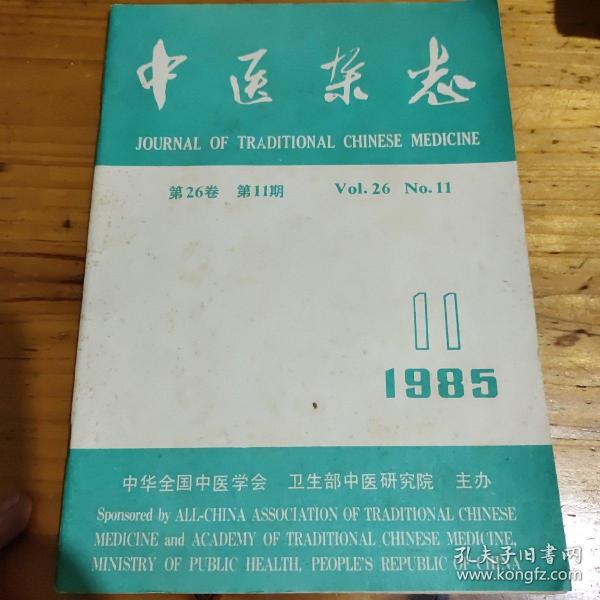 中医杂志
JOURNAL OF TRADITIONAL CHINESE MEDICINE
第26卷 第11期 Vol. 26 No. 11
11
1985
中华全国中医学会 卫生部中医研究院 主办
Sponsored by ALL-CHINA ASSOCIATION OF TRADITIONAL CHINESE
MEDICINE and ACADEMY OF TRADITIONAL CHINESE MEDICINE,
MINISTRY OF PUBLIC HEALTH, PEOPLE'S REPUBLIC OF CHINA
孔夫子旧书网
www.kongfz.com